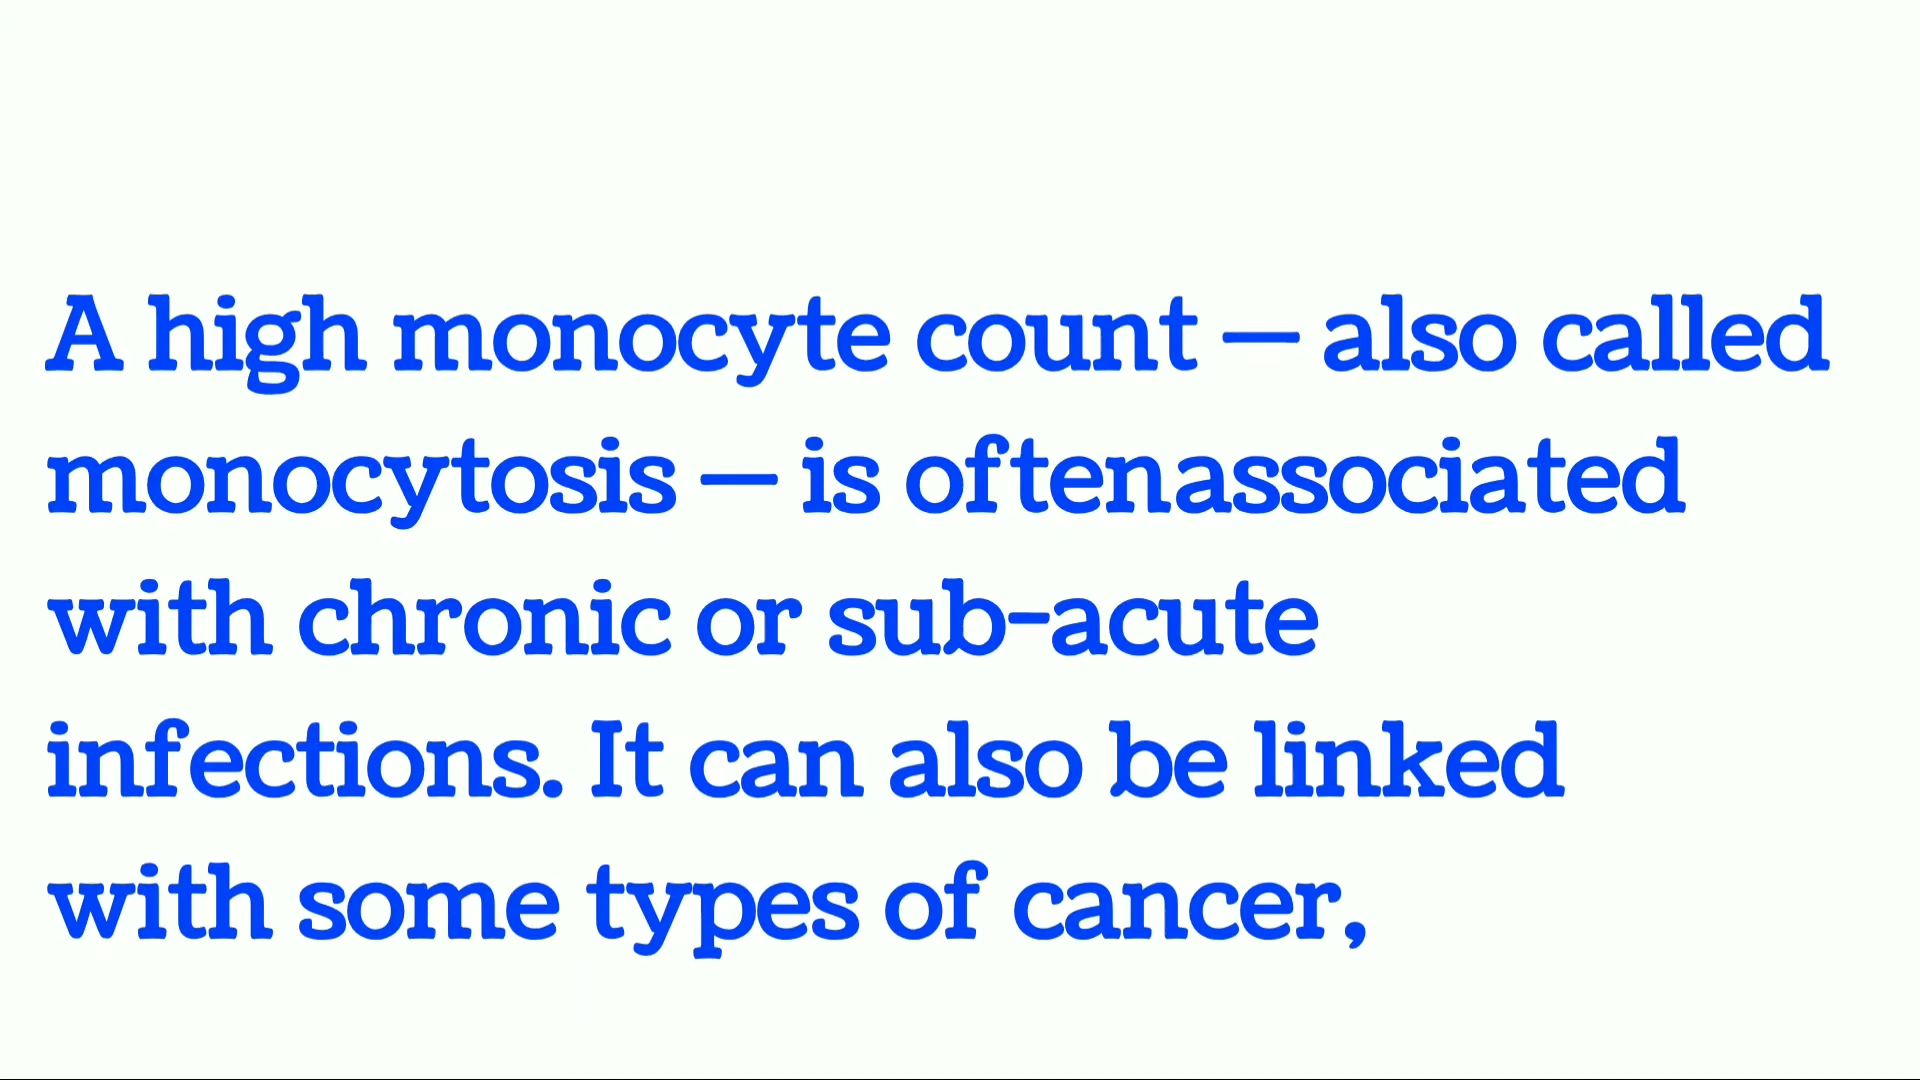 A high monocyte count — also called
monocytosis — is oftenassociated
with chronic or sub-acute
infections. It can also be linked
with some types of cancer,